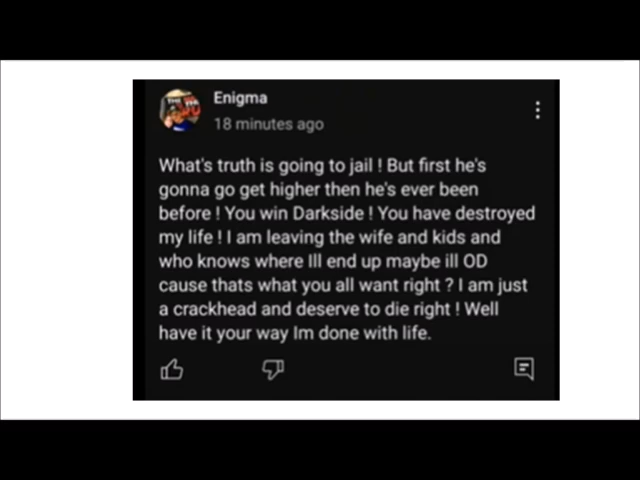 Enigma
18 minutes ago
What's truth is going to jail ! But first he's
gonna go get higher then he's ever been
before ! You win Darkside ! You have destroyed
my life ! I am leaving the wife and kids and
who knows where Ill end up maybe ill OD
cause thats what you all want right ? I am just
a crackhead and deserve to die right ! Well
have it your way Im done with life.